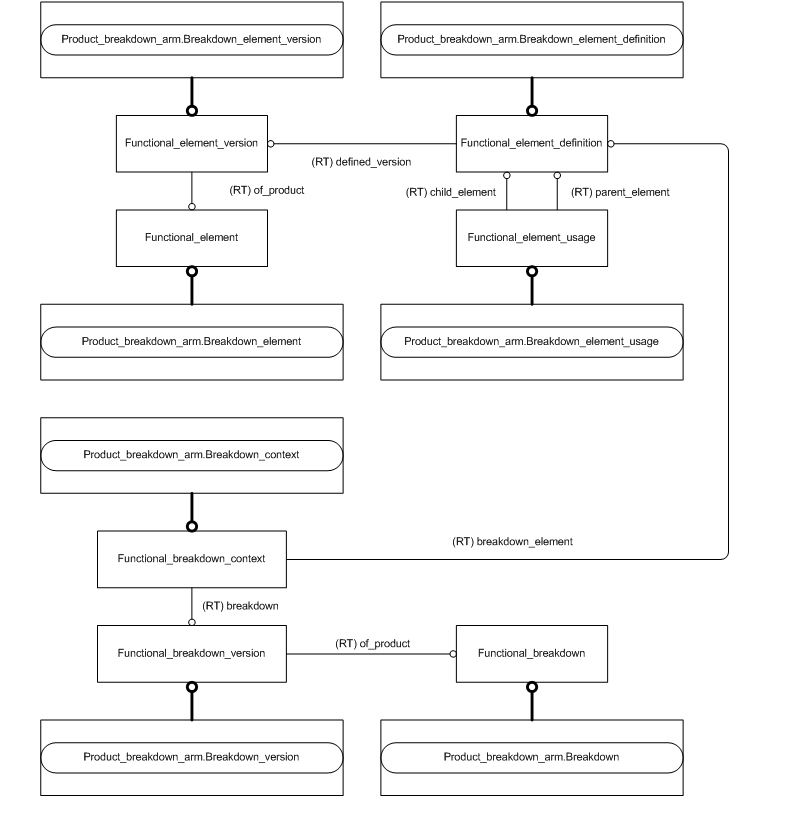 Product_breakdown_arm.Breakdown_element_version
Product_breakdown_arm.Breakdown_element_definition
Functional_element_version
Functional_element_definition
(RT) defined_version
(RT) of_product
(RT) child_element
(RT) parent_element
Functional_element
Functional_element_usage
Product_breakdown_arm.Breakdown_element
Product_breakdown_arm.Breakdown_element_usage
Product_breakdown_arm.Breakdown_context
(RT) breakdown_element
Functional_breakdown_context
(RT) breakdown
(RT) of_product
Functional_breakdown_version
Functional_breakdown
Product_breakdown_arm.Breakdown_version
Product_breakdown_arm.Breakdown